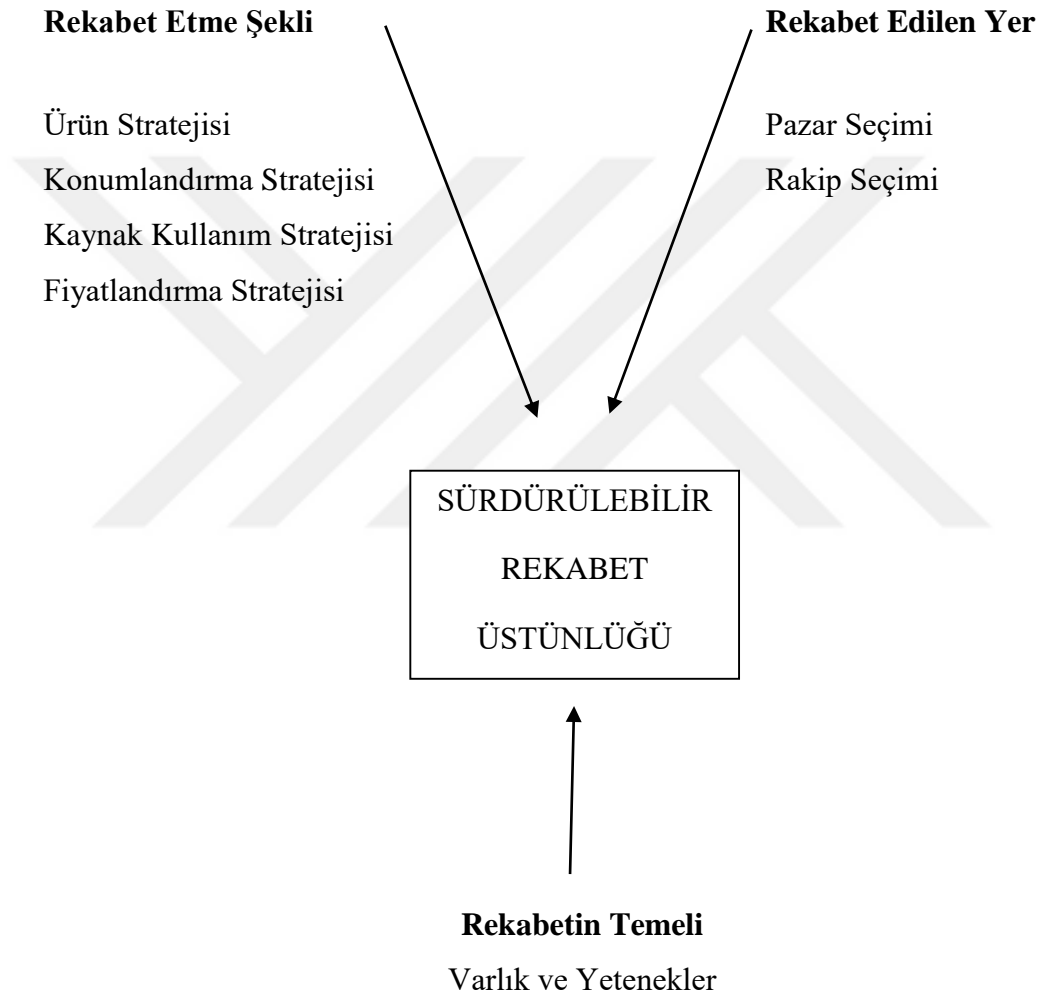 Rekabet Etme Şekli
Ürün Stratejisi
Konumlandırma Stratejisi
Kaynak Kullanım Stratejisi
Fiyatlandırma Stratejisi
Rekabet Edilen Yer
Pazar Seçimi
Rakip Seçimi
SÜRDÜRÜLEBİLİR
REKABET
ÜSTÜNLÜĞÜ
Rekabetin Temeli
Varlık ve Yetenekler